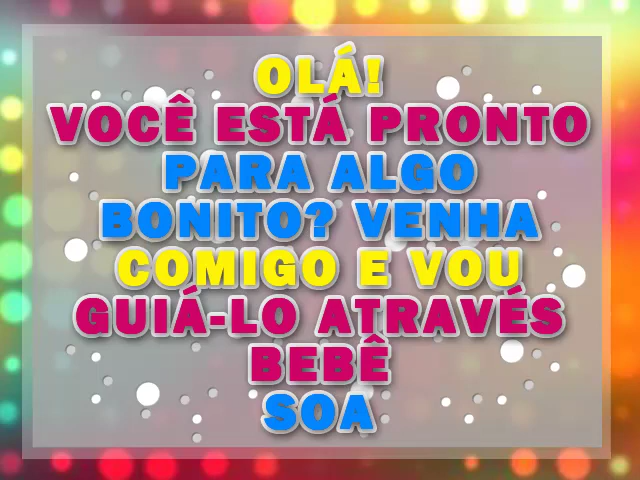 OLÁ!
VOCÊ ESTÁ PRONTO
PARA ALGO
BONITO? VENHA
COMIGO E VOU
GUIÁ-LO ATRAVÉS
BEBÊ
SOA